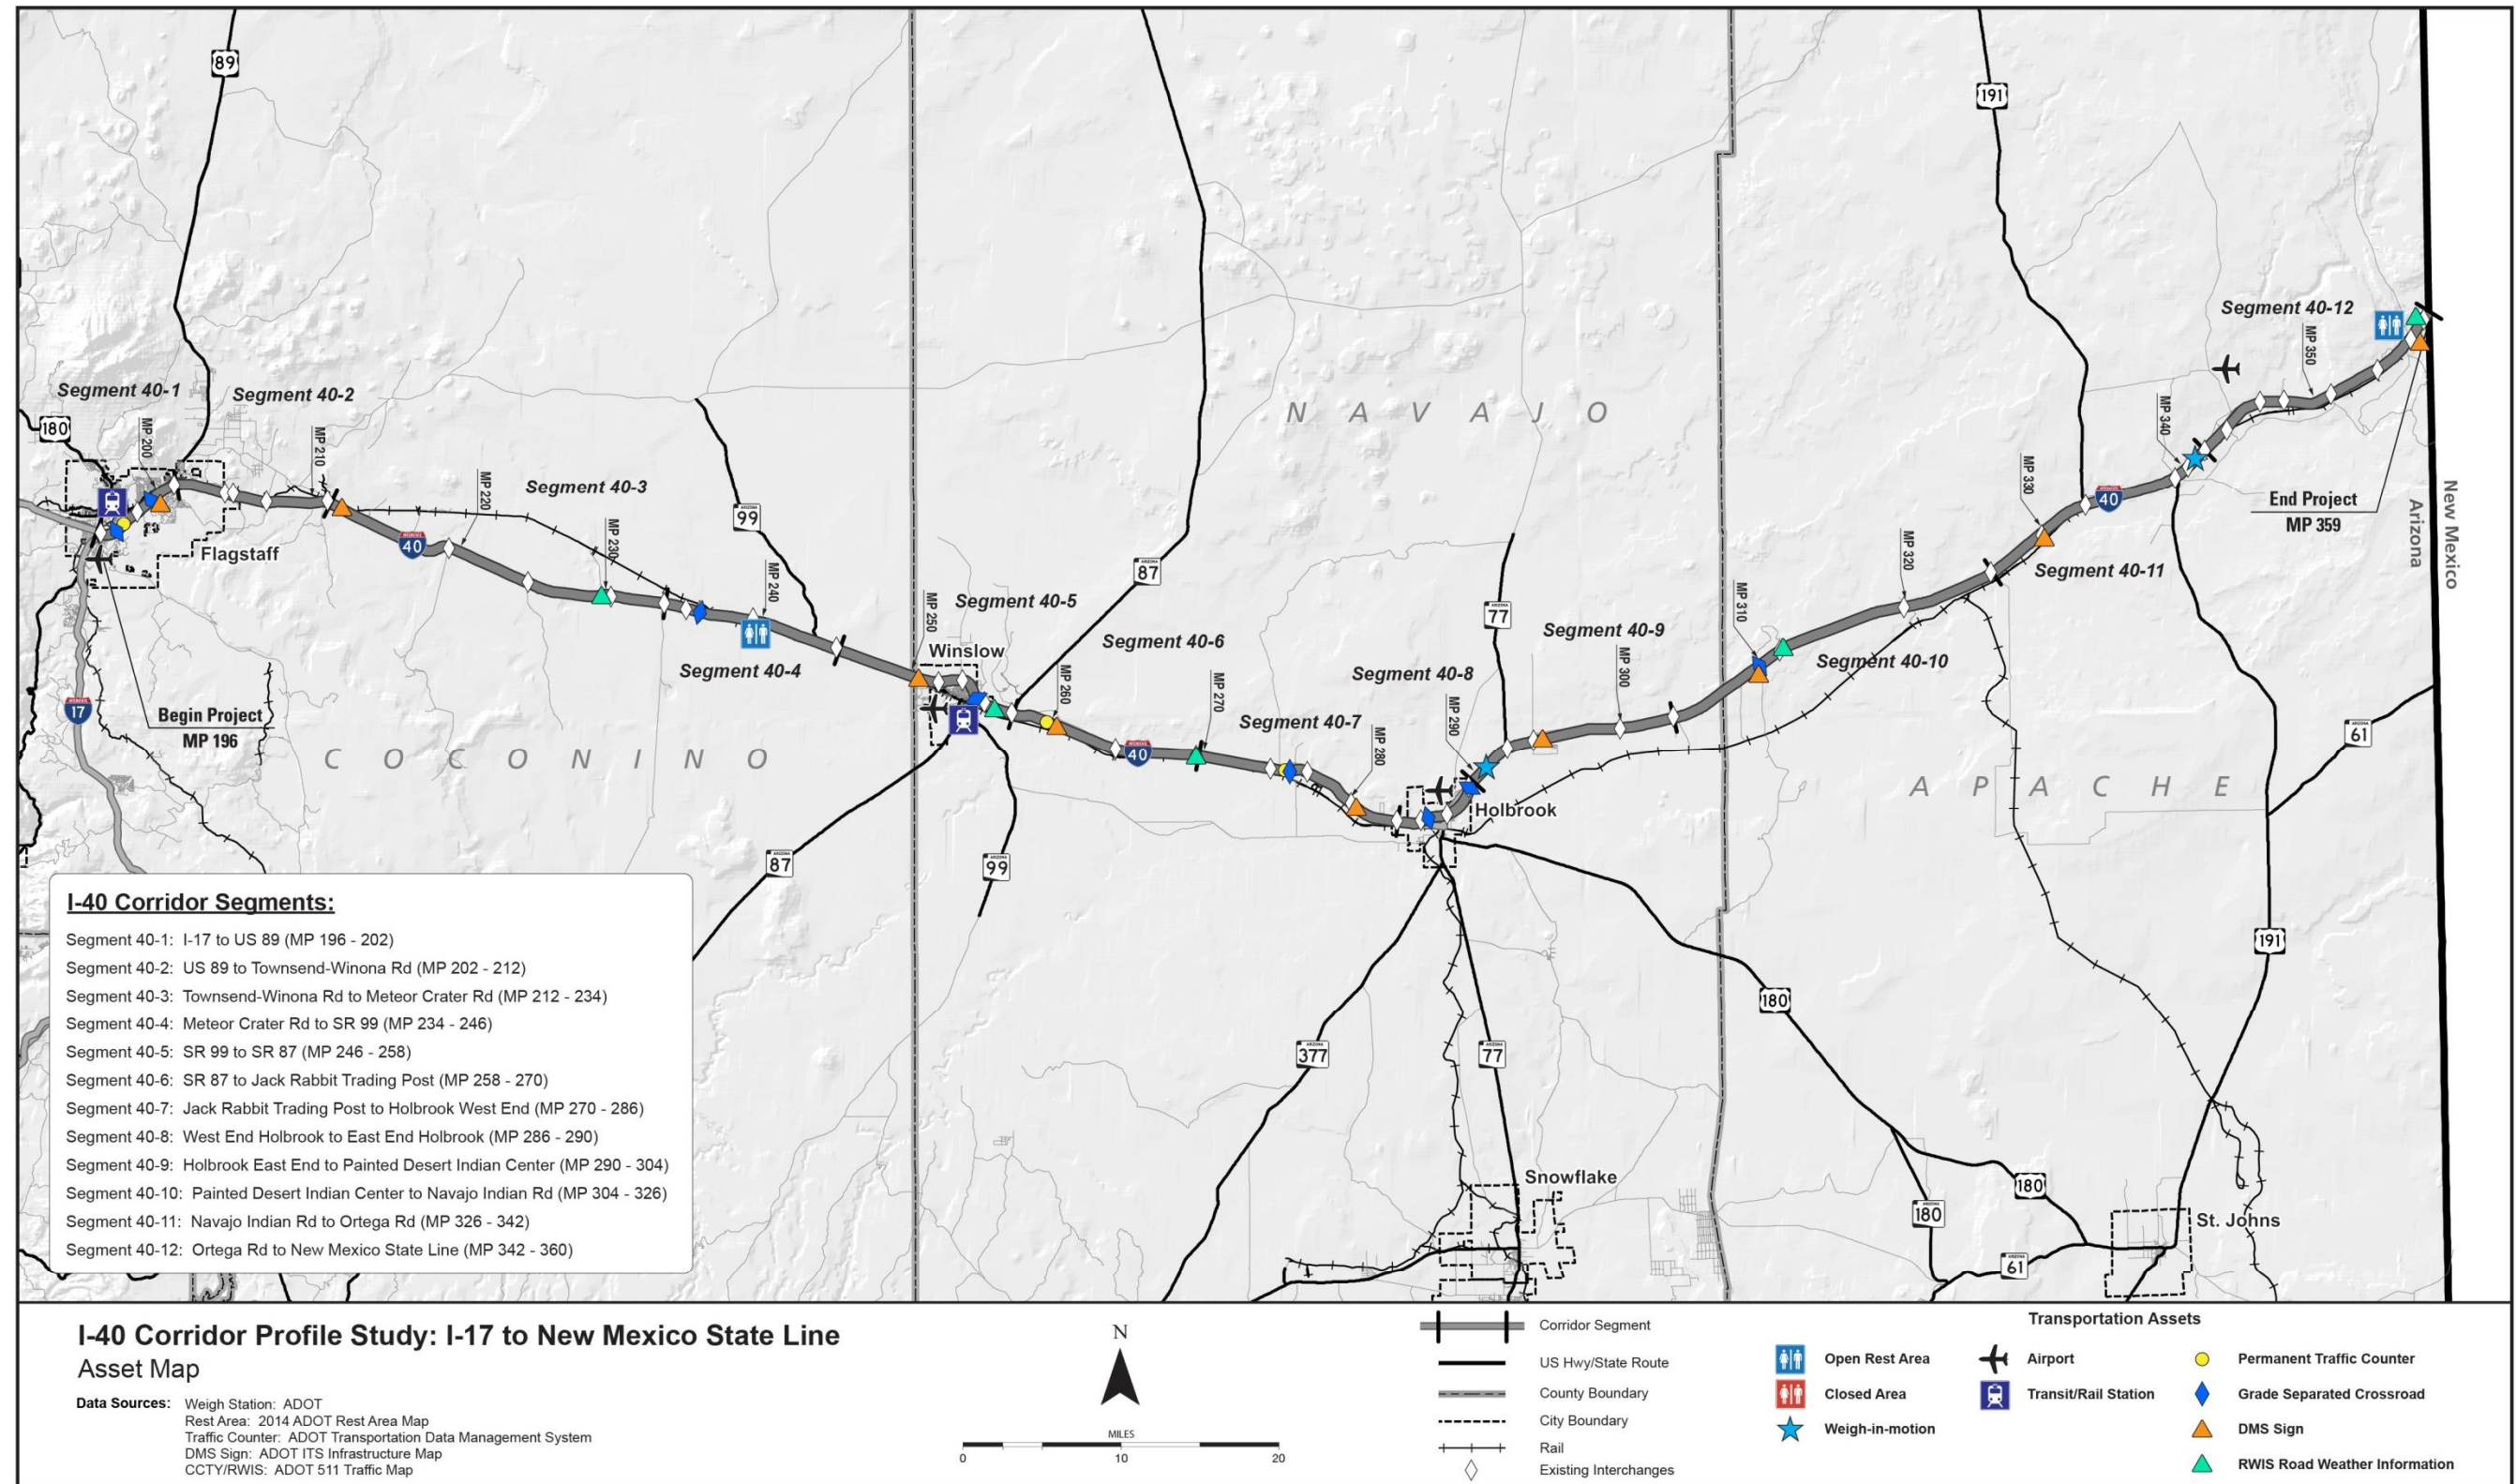 89
191
Segment 40-12
MP 350
Segment 40-1
Segment 40-2
180
MP 200
MP 210
NAVAJO
MP 340
MP 220
Segment 40-3
MP 330
40
End Project
MP 359
Arizona
New Mexico
ARIZONA
99
Flagstaff
INTERSTATE
40
MP 230
MP 320
ARIZONA
87
Segment 40-11
MP 240
MP 250
Segment 40-5
MP 310
ARIZONA
77
Segment 40-9
Segment 40-6
Winslow
Segment 40-10
Segment 40-4
MP 260
MP 270
Segment 40-8
MP 300
17
Begin Project
MP 196
Segment 40-7
MP 290
MP 280
ARIZONA
61
COCONINO
40
APACHE
Holbrook
ARIZONA
87
ARIZONA
99
191
180
ARIZONA
377
ARIZONA
77
Snowflake
180
ARIZONA
180
St. Johns
ARIZONA
61
I-40 Corridor Segments:
Segment 40-1: I-17 to US 89 (MP 196 - 202)
Segment 40-2: US 89 to Townsend-Winona Rd (MP 202 - 212)
Segment 40-3: Townsend-Winona Rd to Meteor Crater Rd (MP 212 - 234)
Segment 40-4: Meteor Crater Rd to SR 99 (MP 234 - 246)
Segment 40-5: SR 99 to SR 87 (MP 246 - 258)
Segment 40-6: SR 87 to Jack Rabbit Trading Post (MP 258 - 270)
Segment 40-7: Jack Rabbit Trading Post to Holbrook West End (MP 270 - 286)
Segment 40-8: West End Holbrook to East End Holbrook (MP 286 - 290)
Segment 40-9: Holbrook East End to Painted Desert Indian Center (MP 290 - 304)
Segment 40-10: Painted Desert Indian Center to Navajo Indian Rd (MP 304 - 326)
Segment 40-11: Navajo Indian Rd to Ortega Rd (MP 326 - 342)
Segment 40-12: Ortega Rd to New Mexico State Line (MP 342 - 360)
I-40 Corridor Profile Study: I-17 to New Mexico State Line
Asset Map
Data Sources: Weigh Station: ADOT
Rest Area: 2014 ADOT Rest Area Map
Traffic Counter: ADOT Transportation Data Management System
DMS Sign: ADOT ITS Infrastructure Map
CCTY/RWIS: ADOT 511 Traffic Map
N
MILES
0 10 20
Corridor Segment
US Hwy/State Route
County Boundary
City Boundary
Rail
Existing Interchanges
Transportation Assets
Open Rest Area
Closed Area
Weigh-in-motion
Airport
Transit/Rail Station
Permanent Traffic Counter
Grade Separated Crossroad
DMS Sign
RWIS Road Weather Information